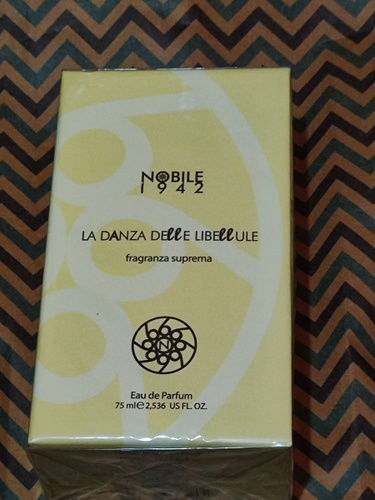 NOBILE
1942
LA DANZA DELLE LIBELLULE
fragranza suprema
N
Eau de Parfum
75 ml e 2,536 US FL. OZ.